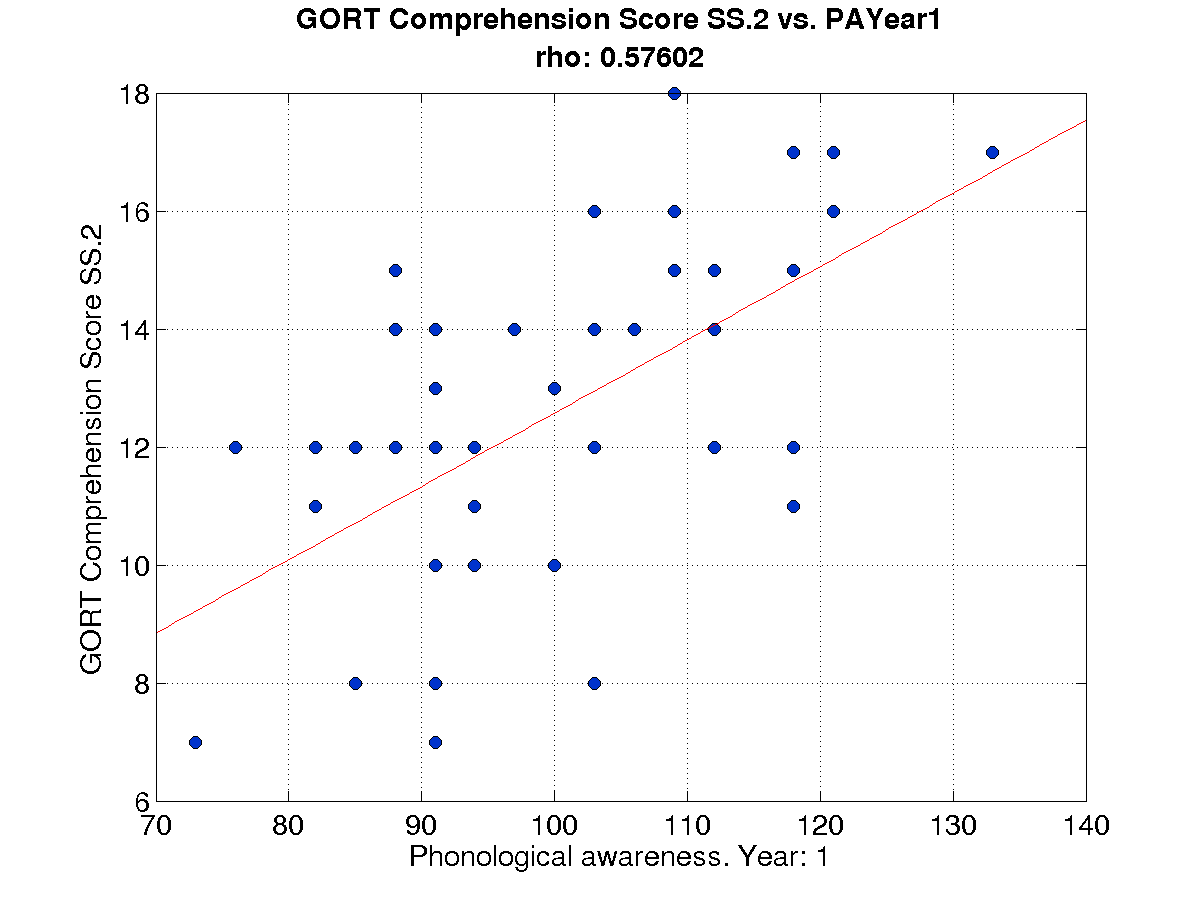 GORT Comprehension Score SS.2 vs. PAYear1
rho: 0.57602
18
16
14
12
10
8
6
GORT Comprehension Score SS.2
70 80 90 100 110 120 130 140
Phonological awareness. Year: 1